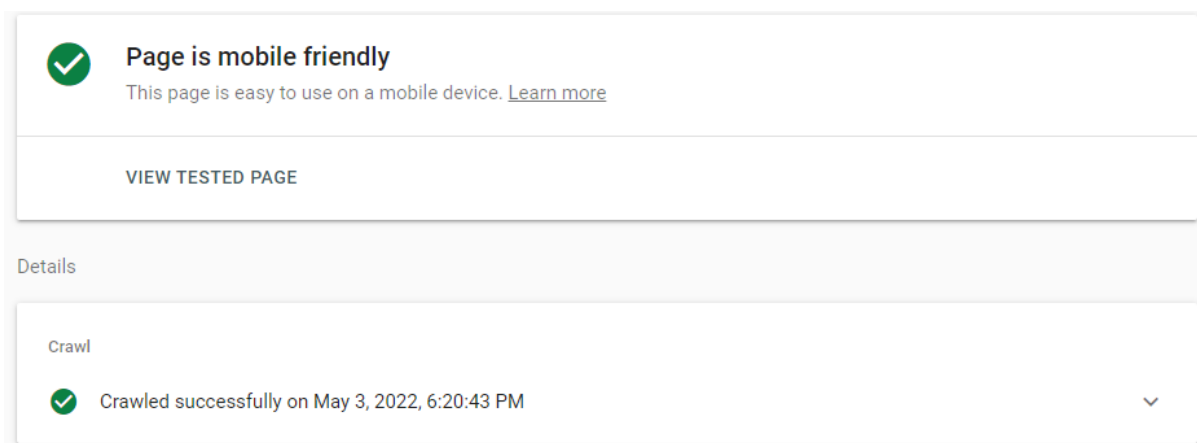 Page is mobile friendly
This page is easy to use on a mobile device. Learn more
VIEW TESTED PAGE
Details
Crawl
Crawled successfully on May 3, 2022, 6:20:43 PM